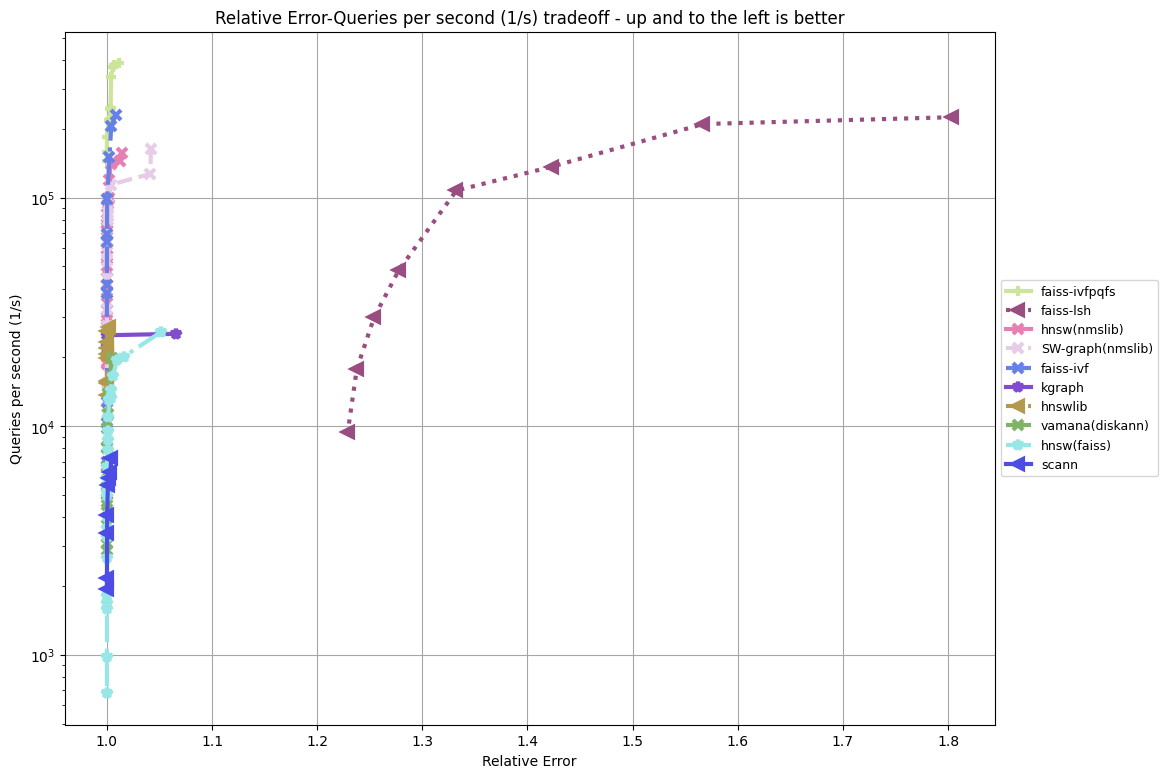 Relative Error-Queries per second (1/s) tradeoff - up and to the left is better
Queries per second (1/s)
10^5
10^4
10^3
1.0 1.1 1.2 1.3 1.4 1.5 1.6 1.7 1.8
Relative Error
faiss-ivfpqfs
faiss-lsh
hnsw(nmslib)
SW-graph(nmslib)
faiss-ivf
kgraph
hnswlib
vamana(diskann)
hnsw(faiss)
scann